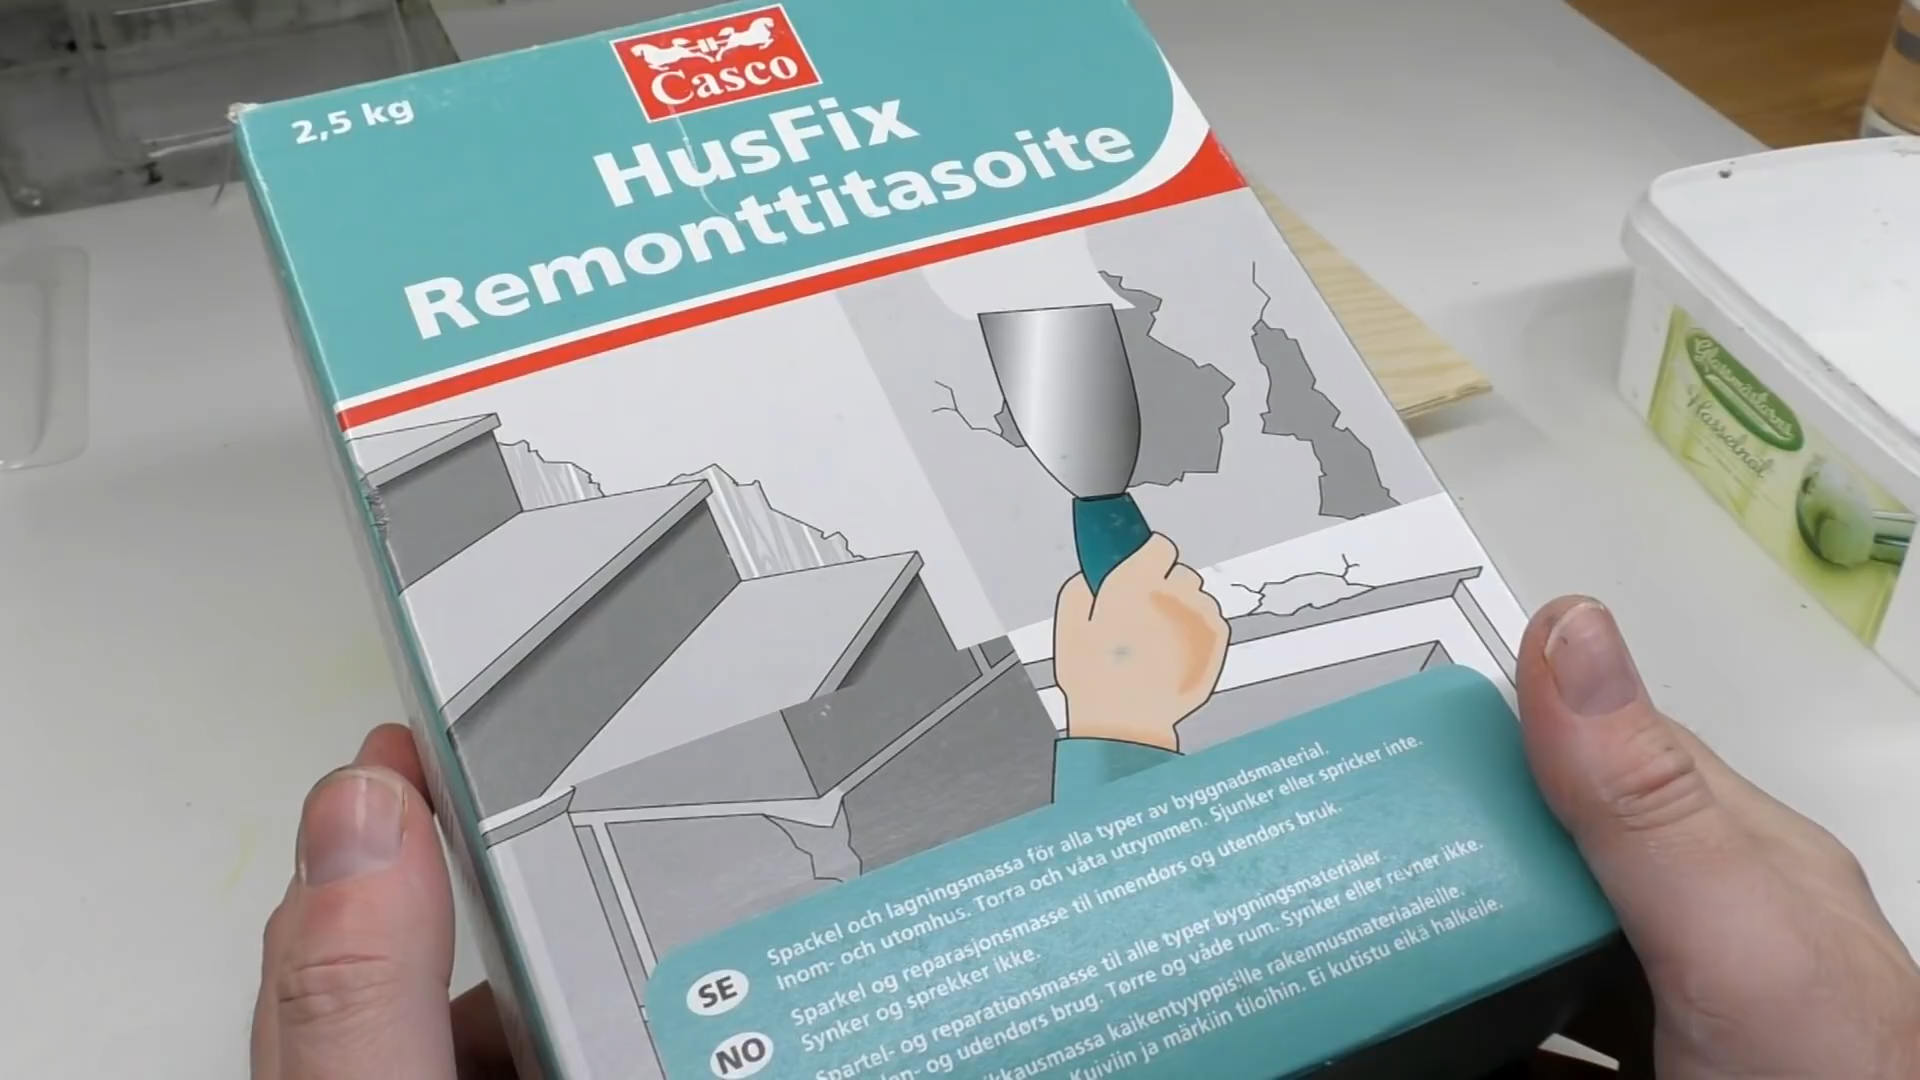 2,5 kg
Casco
HusFix
Remonttitasoite
SE
Spackel och lagningsmassa för alla typer av byggnadsmaterial.
Inom- och utomhus. Torra och våta utrymmen. Sjunker eller spricker inte.
NO
Sparkel og reparasjonsmasse til innendørs og utendørs bruk.
Synker og sprekker ikke.
Spartel- og reparationsmasse til alle typer bygningsmaterialer
og udendørs brug. Tørre og våde rum. Synker eller revner ikke.
kaikentyyppisille rakennusmateriaaleille.
Kuiviin ja märkiin tiloihin. Ei kutistu eikä halkeile.
Hasselnöt